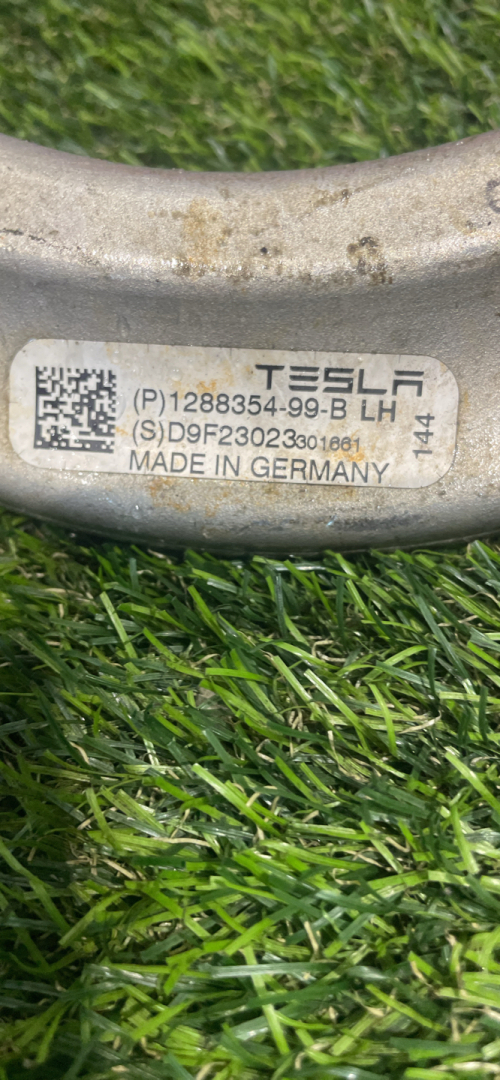 TESLA
(P)1288354-99-B LH
(S)D9F23023301661
MADE IN GERMANY
144